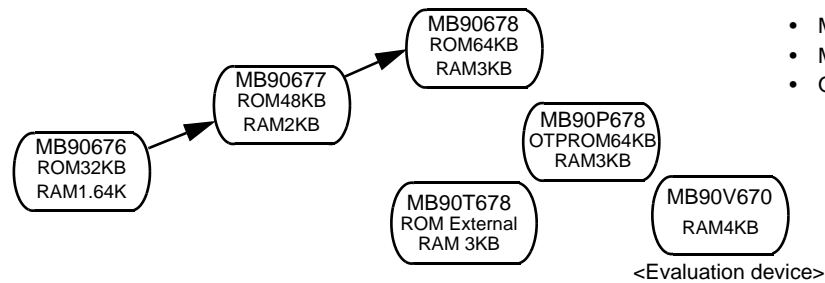 MB90678
ROM64KB
RAM3KB
MB90677
ROM48KB
RAM2KB
MB90676
ROM32KB
RAM1.64K
MB90P678
OTPROM64KB
RAM3KB
MB90T678
ROM External
RAM 3KB
MB90V670
RAM4KB
<Evaluation device>
• M
• M
•